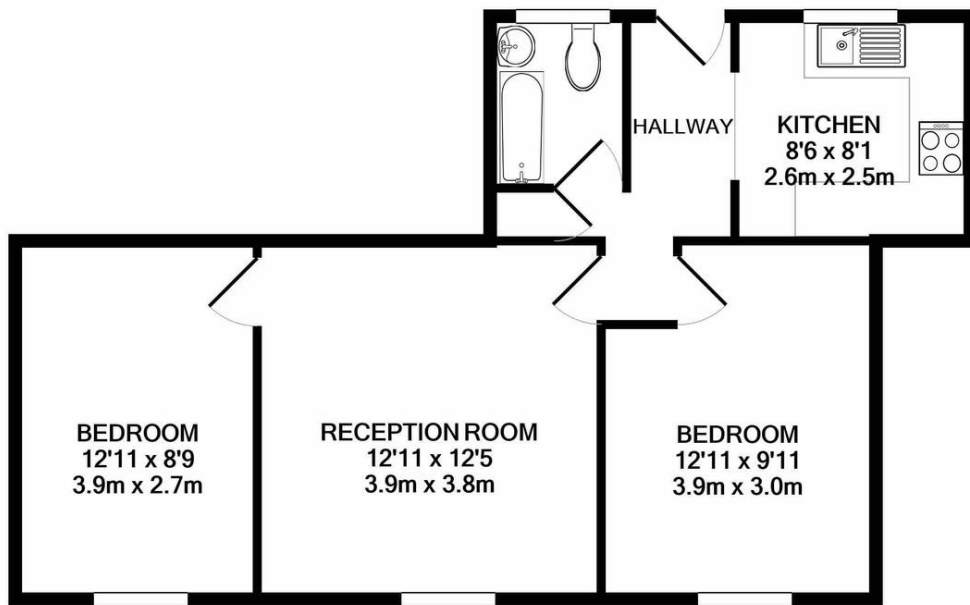 HALLWAY
KITCHEN
8'6 x 8'1
2.6m x 2.5m
BEDROOM
12'11 x 8'9
3.9m x 2.7m
RECEPTION ROOM
12'11 x 12'5
3.9m x 3.8m
BEDROOM
12'11 x 9'11
3.9m x 3.0m